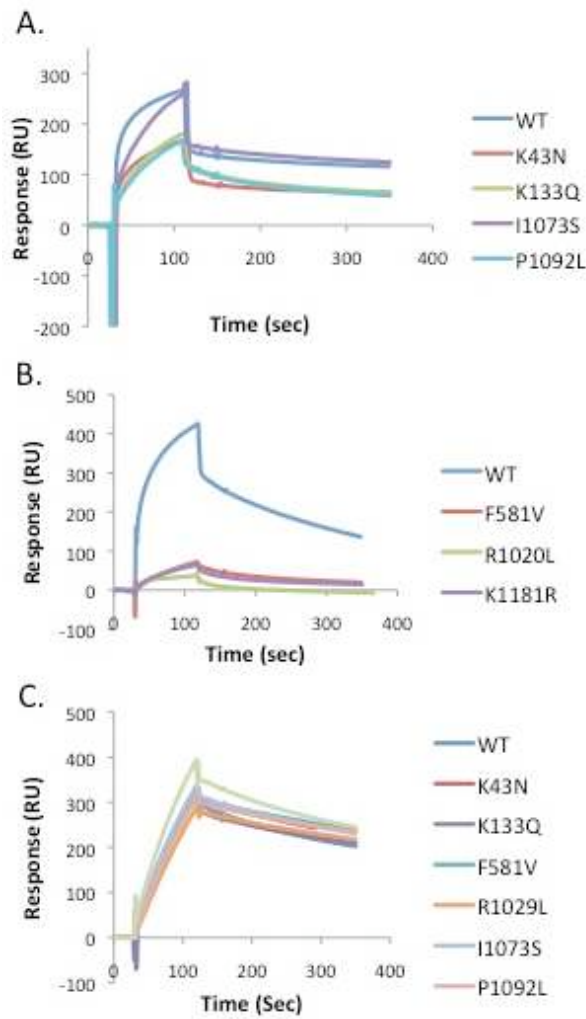 A.
300
200
100
0
-100
-200
0
100
200
300
400
Response (RU)
Time (sec)
WT
K43N
K133Q
I1073S
P1092L
B.
500
400
300
200
100
0
-100
0
100
200
300
400
Response (RU)
Time (sec)
WT
F581V
R1020L
K1181R
C.
500
400
300
200
100
0
-100
0
100
200
300
400
Response (RU)
Time (Sec)
WT
K43N
K133Q
F581V
R1029L
I1073S
P1092L